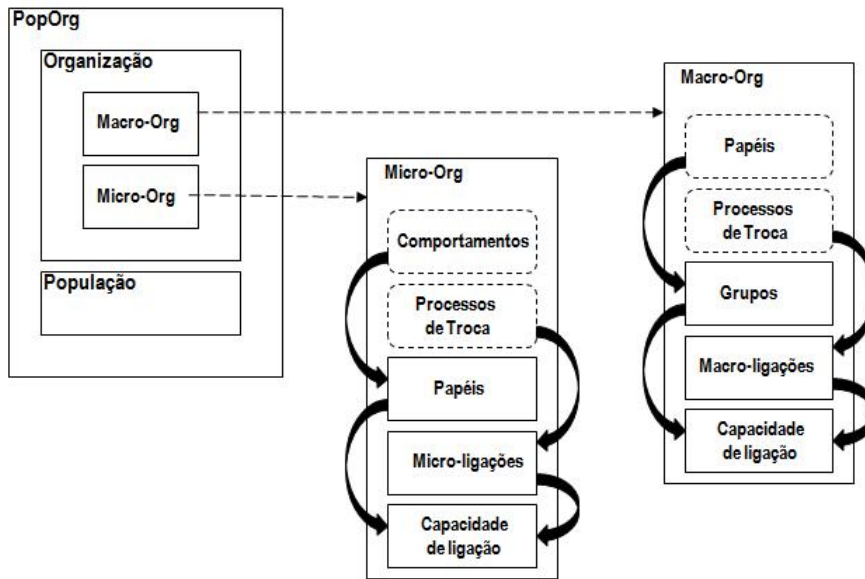 PopOrg
Organização
Macro-Org
Micro-Org
População
Micro-Org
Comportamentos
Processos
de Troca
Papéis
Micro-ligações
Capacidade
de ligação
Macro-Org
Papéis
Processos
de Troca
Grupos
Macro-ligações
Capacidade
de ligação